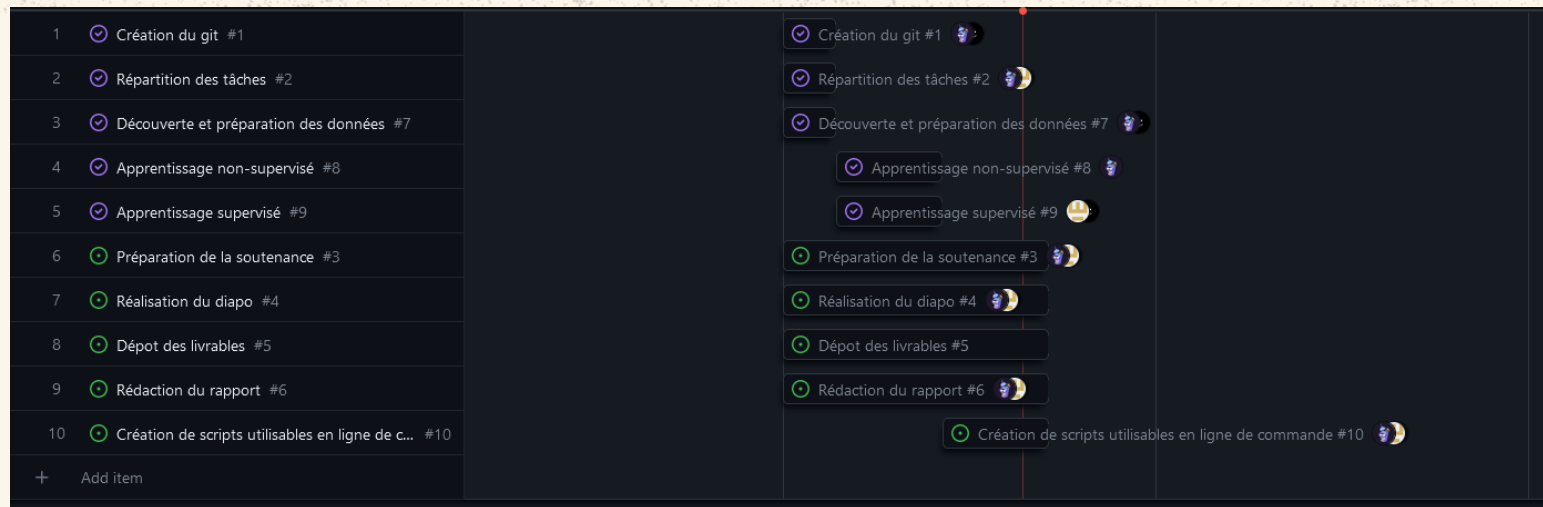 1 Création du git #1 Création du git #1
2 Répartition des tâches #2 Répartition des tâches #2
3 Découverte et préparation des données #7 Découverte et préparation des données #7
4 Apprentissage non-supervisé #8 Apprentissage non-supervisé #8
5 Apprentissage supervisé #9 Apprentissage supervisé #9
6 Préparation de la soutenance #3 Préparation de la soutenance #3
7 Réalisation du diapo #4 Réalisation du diapo #4
8 Dépot des livrables #5 Dépot des livrables #5
9 Rédaction du rapport #6 Rédaction du rapport #6
10 Création de scripts utilisables en ligne de c... #10 Création de scripts utilisables en ligne de commande #10
+ Add item